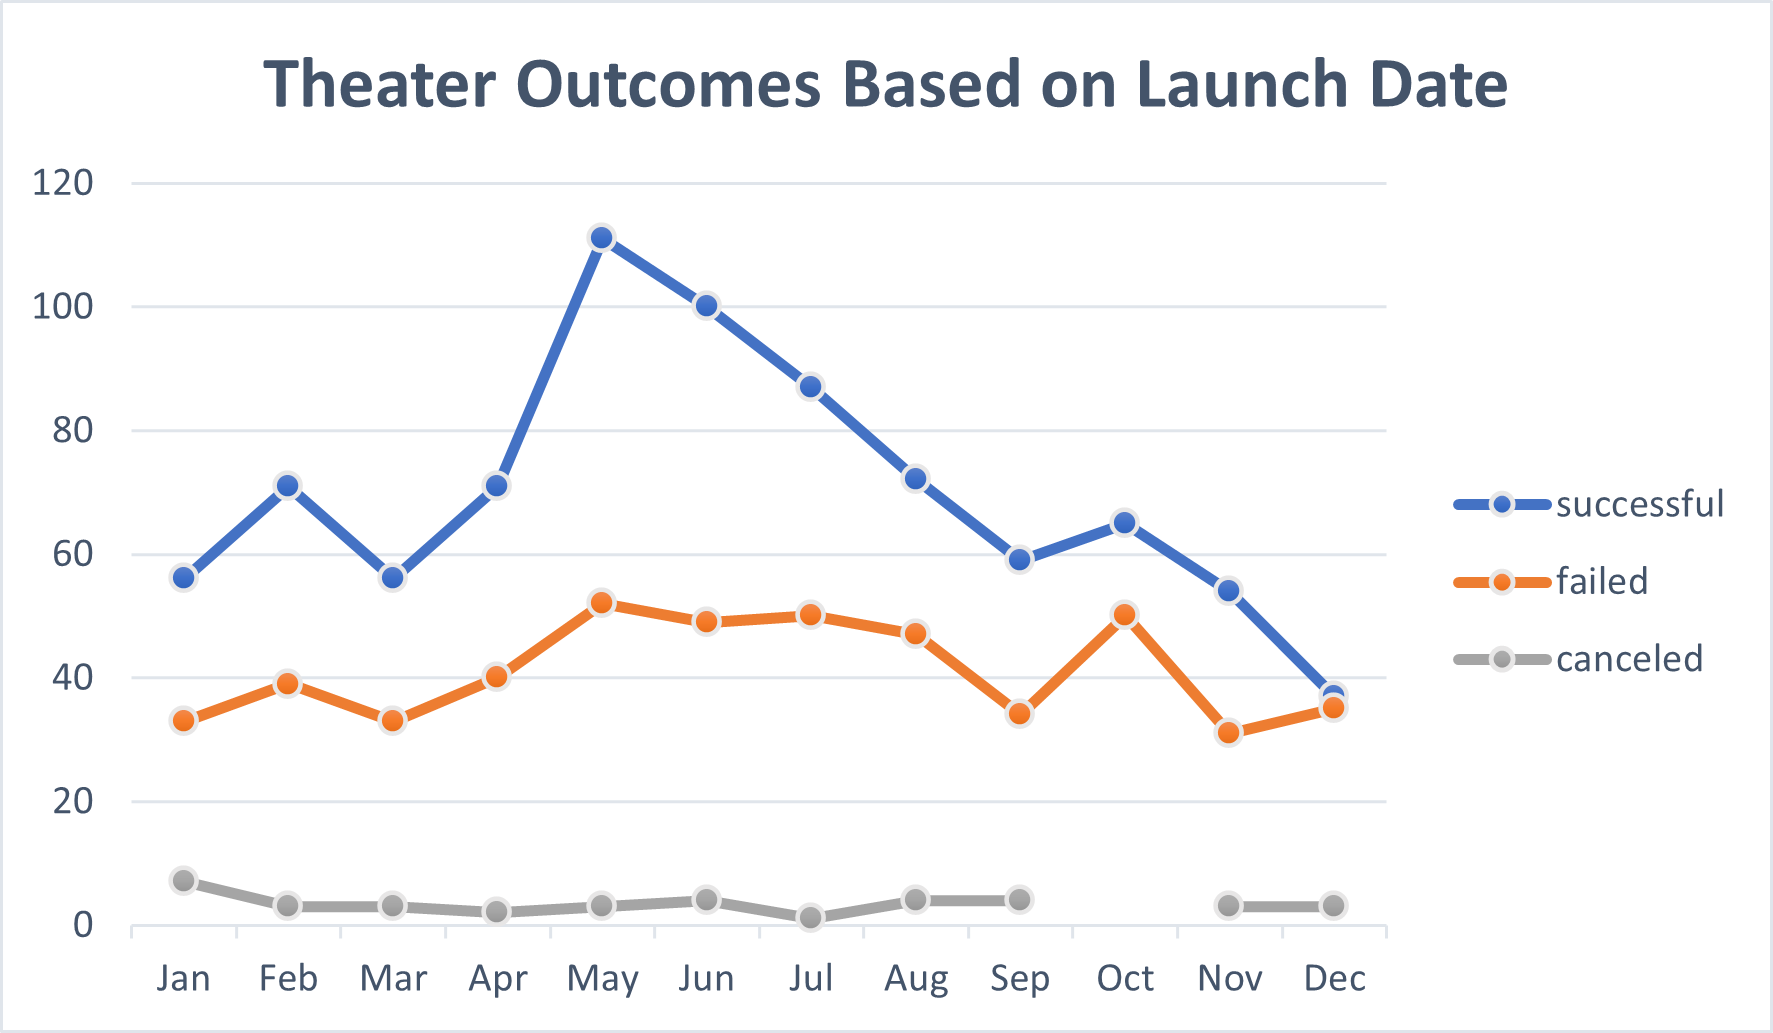 Theater Outcomes Based on Launch Date
120
100
80
60
40
20
0
Jan Feb Mar Apr May Jun Jul Aug Sep Oct Nov Dec
successful
failed
canceled